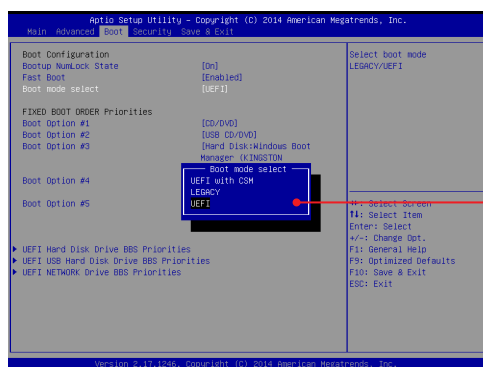 Aptio Setup Utility – Copyright (C) 2014 American Megatrends, Inc.
Main Advanced Boot Security Save & Exit
Boot Configuration
Bootup NumLock State [On]
Fast Boot [Enabled]
Boot mode select [UEFI]
FIXED BOOT ORDER Priorities
Boot Option #1 [CD/DVD]
Boot Option #2 [USB CD/DVD]
Boot Option #3 [Hard Disk:Windows Boot
Manager (KINGSTON
Boot mode select
UEFI with CSM
LEGACY
UEFI
Boot Option #4
Boot Option #5
UEFI Hard Disk Drive BBS Priorities
UEFI USB Hard Disk Drive BBS Priorities
UEFI NETWORK Drive BBS Priorities
Select boot mode
LEGACY/UEFI
↔: Select Screen
↑↓: Select Item
Enter: Select
+/-: Change Opt.
F1: General Help
F9: Optimized Defaults
F10: Save & Exit
ESC: Exit
Version 2.17.1246. Copyright (C) 2014 American Megatrends, Inc.